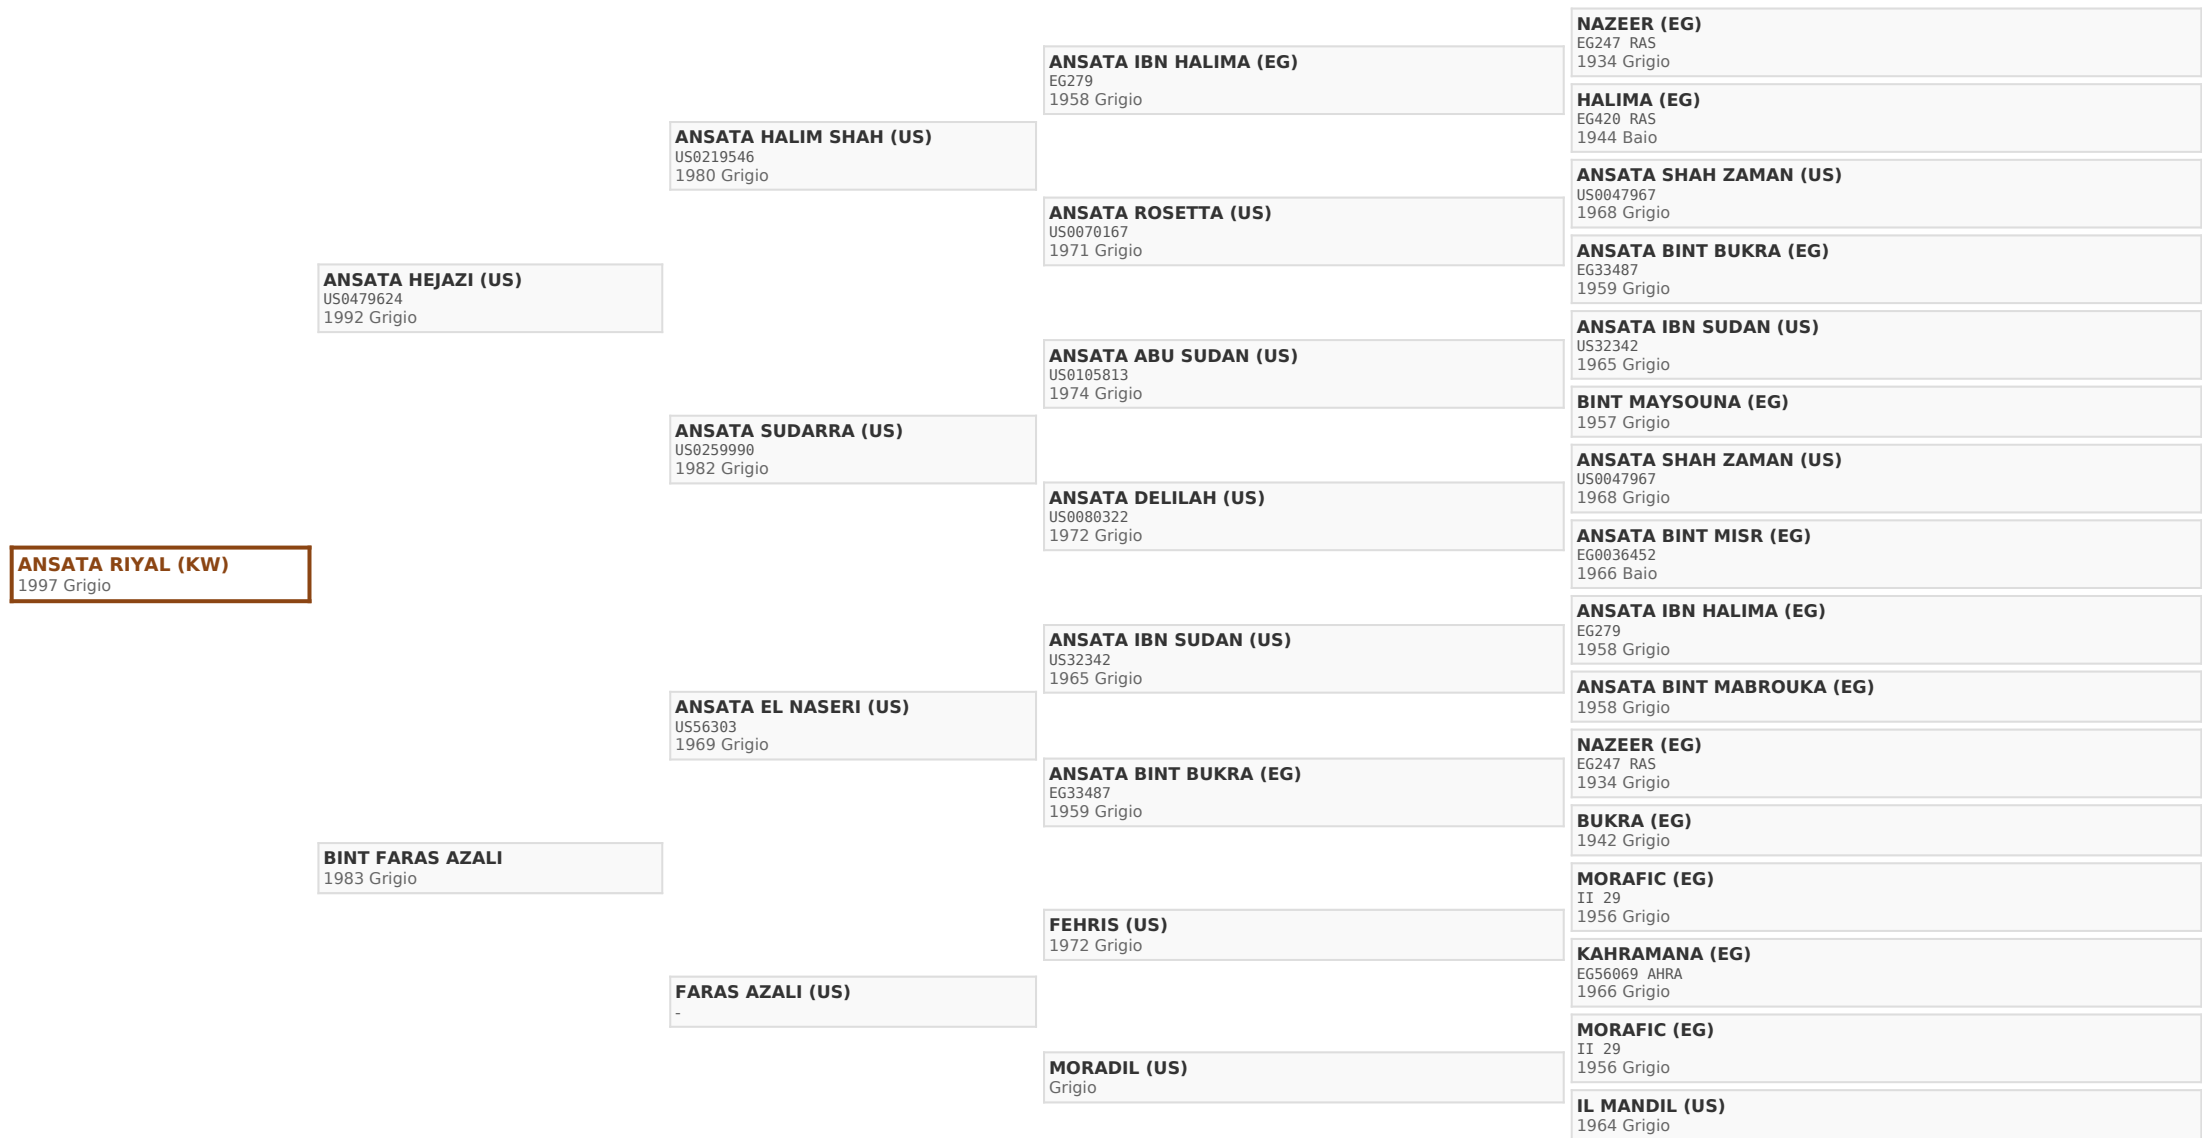 ANSATA RIYAL (KW)
1997 Grigio
ANSATA HEJAZI (US)
US0479624
1992 Grigio
BINT FARAS AZALI
1983 Grigio
ANSATA HALIM SHAH (US)
US0219546
1980 Grigio
ANSATA SUDARRA (US)
US0259990
1982 Grigio
ANSATA EL NASERI (US)
US56303
1969 Grigio
FARAS AZALI (US)
-
ANSATA IBN HALIMA (EG)
EG279
1958 Grigio
ANSATA ROSETTA (US)
US0070167
1971 Grigio
ANSATA ABU SUDAN (US)
US0105813
1974 Grigio
ANSATA DELILAH (US)
US0080322
1972 Grigio
ANSATA IBN SUDAN (US)
US32342
1965 Grigio
ANSATA BINT BUKRA (EG)
EG33487
1959 Grigio
FEHRIS (US)
1972 Grigio
MORADIL (US)
Grigio
NAZEER (EG)
EG247 RAS
1934 Grigio
HALIMA (EG)
EG420 RAS
1944 Baio
ANSATA SHAH ZAMAN (US)
US0047967
1968 Grigio
ANSATA BINT BUKRA (EG)
EG33487
1959 Grigio
ANSATA IBN SUDAN (US)
US32342
1965 Grigio
BINT MAYSOUNA (EG)
1957 Grigio
ANSATA SHAH ZAMAN (US)
US0047967
1968 Grigio
ANSATA BINT MISR (EG)
EG0036452
1966 Baio
ANSATA IBN HALIMA (EG)
EG279
1958 Grigio
ANSATA BINT MABROUKA (EG)
1958 Grigio
NAZEER (EG)
EG247 RAS
1934 Grigio
BUKRA (EG)
1942 Grigio
MORAFIC (EG)
II 29
1956 Grigio
KAHRAMANA (EG)
EG56069 AHRA
1966 Grigio
MORAFIC (EG)
II 29
1956 Grigio
IL MANDIL (US)
1964 Grigio